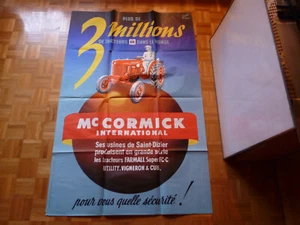 PLUS DE
3 millions
DE TRACTEURS DANS LE MONDE
McCORMICK
INTERNATIONAL
Ses usines de Saint-Dizier
produisent en grande série
les tracteurs FARMALL Super FC-C
UTILITY, VIGNERON & CUB.
pour vous quelle sécurité !